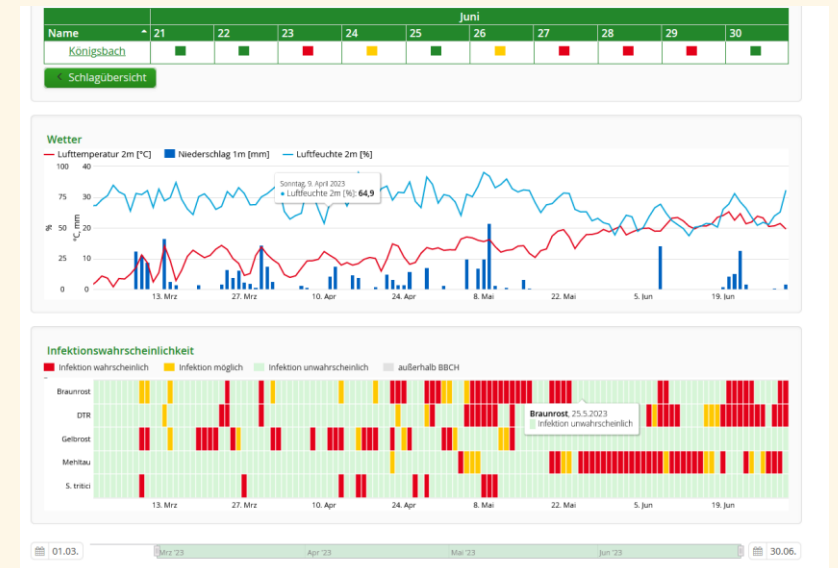 Juni
Name 21 22 23 24 25 26 27 28 29 30
Königsbach
Schlagübersicht
Wetter
Lufttemperatur 2m [°C] Niederschlag 1m [mm] Luftfeuchte 2m [%]
100 40
Sonntag, 9. April 2023
Luftfeuchte 2m [%]: 64,9
75 30
% 50 °C, mm 20
25 10
0 0
13. Mrz 27. Mrz 10. Apr 24. Apr 8. Mai 22. Mai 5. Jun 19. Jun
Infektionswahrscheinlichkeit
Infektion wahrscheinlich Infektion möglich Infektion unwahrscheinlich außerhalb BBCH
Braunrost
Braunrost, 25.5.2023
DTR
Infektion unwahrscheinlich
Gelbrost
Mehltau
S. tritici
13. Mrz 27. Mrz 10. Apr 24. Apr 8. Mai 22. Mai 5. Jun 19. Jun
01.03. Mrz '23 Apr '23 Mai '23 Jun '23 30.06.